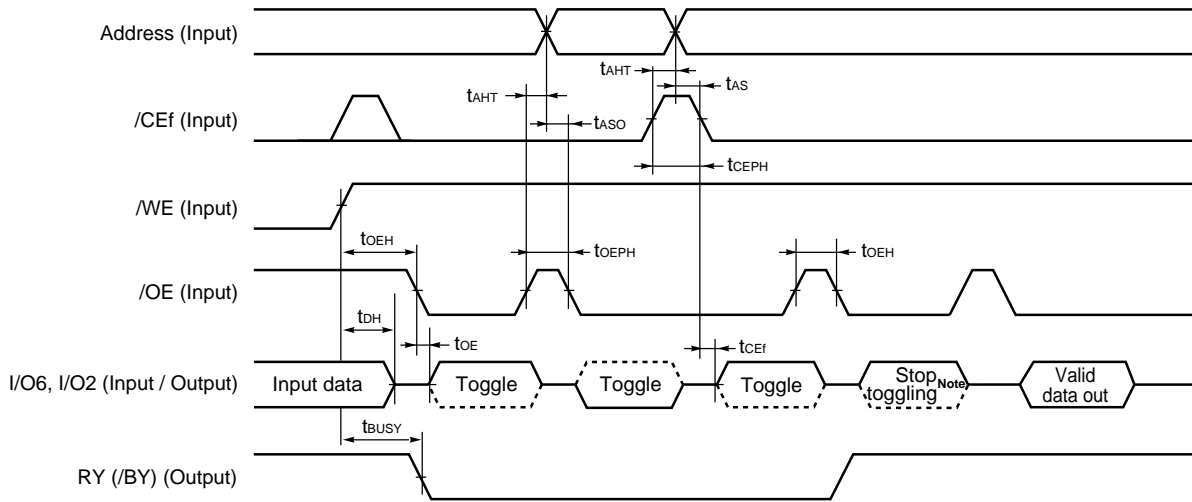 Address (Input)
tAHT
tAS
tAHT
/CEf (Input)
tASO
tCEPH
/WE (Input)
tOEH
tOEPH
tOEH
/OE (Input)
tDH
tOE
tCEf
I/O6, I/O2 (Input / Output)
Input data
Toggle
Toggle
Toggle
Stop
toggling Note
Valid
data out
tBUSY
RY (/BY) (Output)